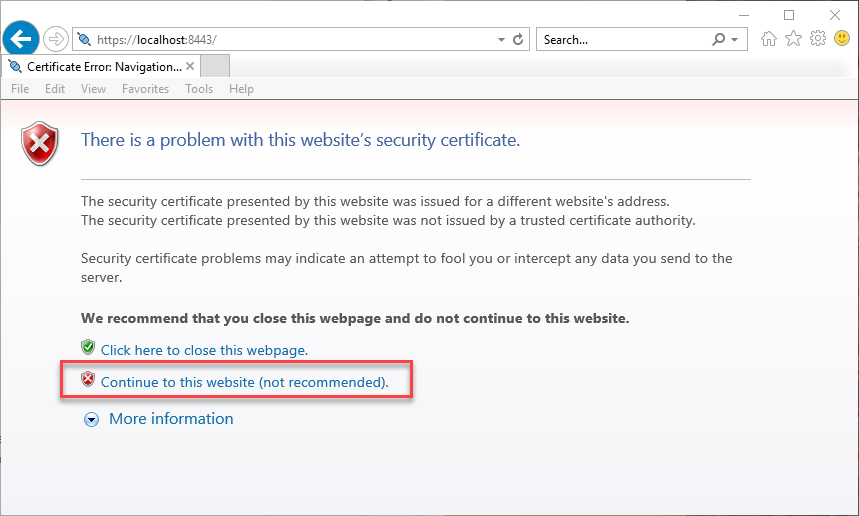 https://localhost:8443/
Search...
Certificate Error: Navigation...
File Edit View Favorites Tools Help
There is a problem with this website's security certificate.
The security certificate presented by this website was issued for a different website's address.
The security certificate presented by this website was not issued by a trusted certificate authority.
Security certificate problems may indicate an attempt to fool you or intercept any data you send to the
server.
We recommend that you close this webpage and do not continue to this website.
Click here to close this webpage.
Continue to this website (not recommended).
More information